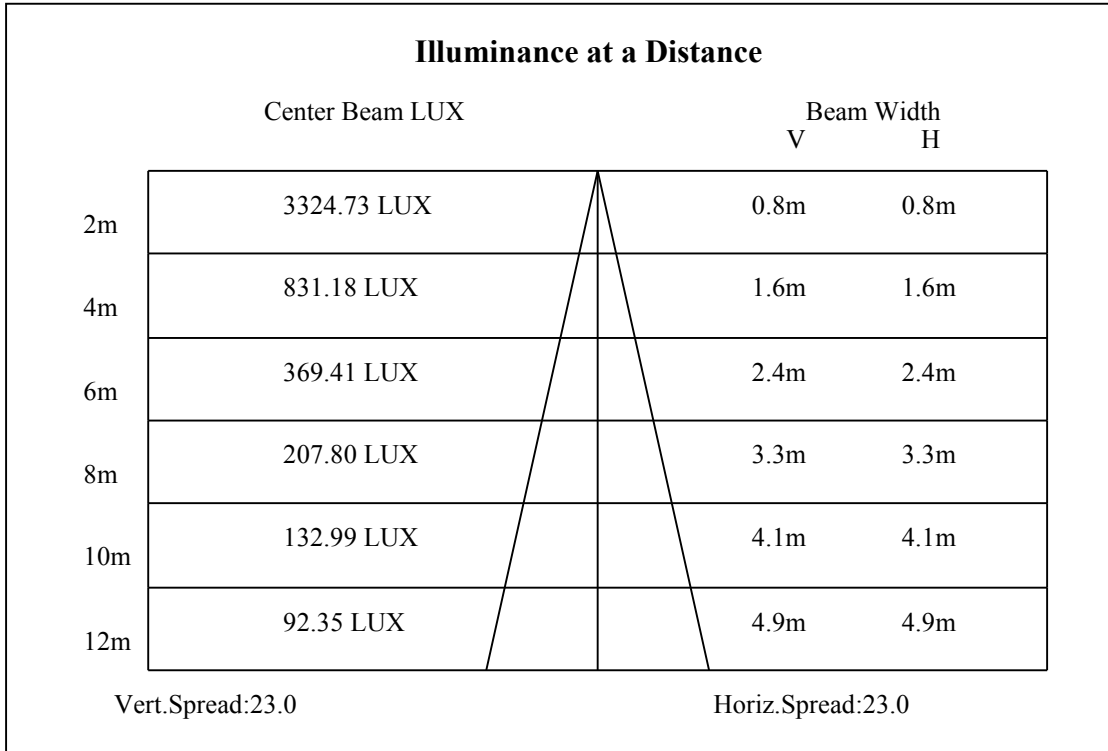 Illuminance at a Distance
Center Beam LUX Beam Width
V H
2m 3324.73 LUX 0.8m 0.8m
4m 831.18 LUX 1.6m 1.6m
6m 369.41 LUX 2.4m 2.4m
8m 207.80 LUX 3.3m 3.3m
10m 132.99 LUX 4.1m 4.1m
12m 92.35 LUX 4.9m 4.9m
Vert.Spread:23.0 Horiz.Spread:23.0